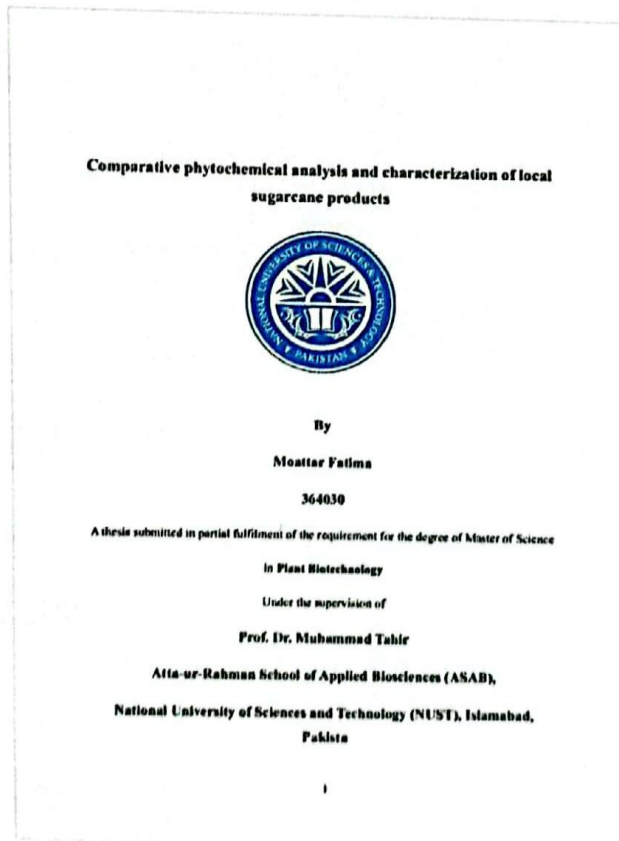 Comparative phytochemical analysis and characterization of local
sugarcane products
NATIONAL UNIVERSITY OF SCIENCES & TECHNOLOGY
PAKISTAN
By
Moattar Fatima
364030
A thesis submitted in partial fulfilment of the requirement for the degree of Master of Science
in Plant Biotechnology
Under the supervision of
Prof. Dr. Muhammad Tahir
Atta-ur-Rahman School of Applied Biosciences (ASAB),
National University of Sciences and Technology (NUST), Islamabad,
Pakista
I